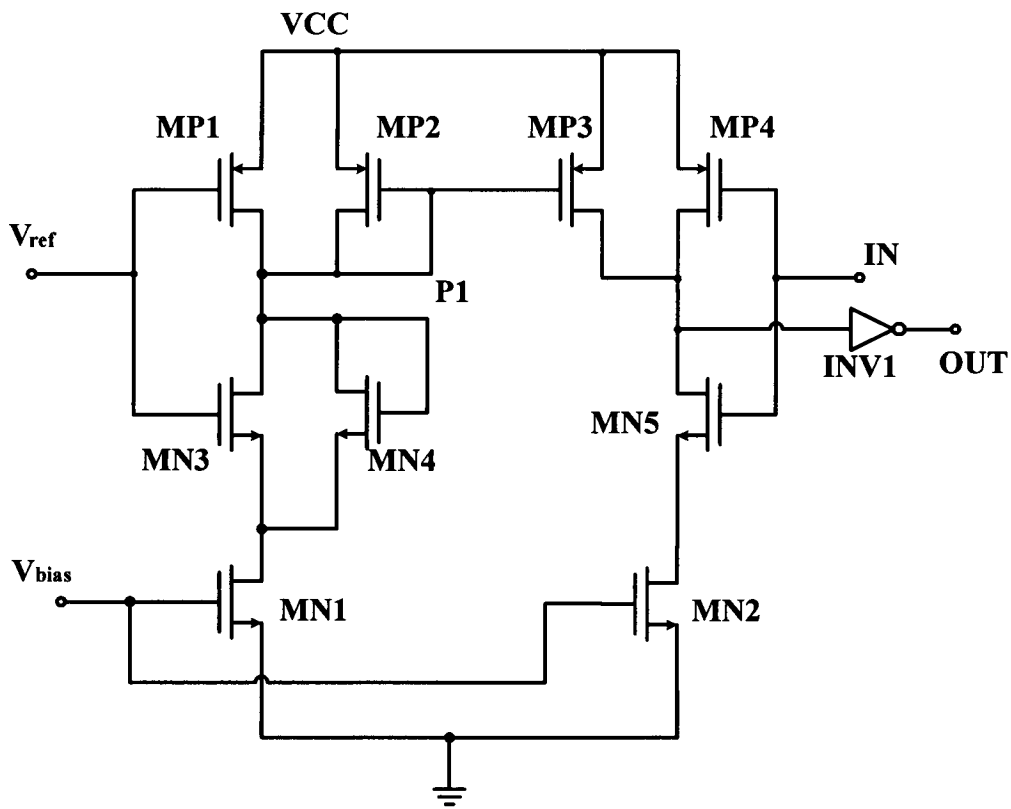 VCC
MP1
MP2
MP3
MP4
Vref
IN
P1
INV1
OUT
MN3
MN4
MN5
Vbias
MN1
MN2